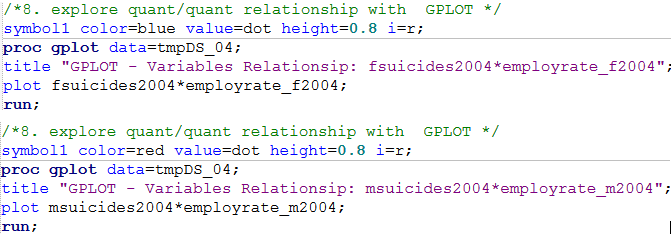 /*8. explore quant/quant relationship with  GPLOT */
symbol1 color=blue value=dot height=0.8 i=r;
proc gplot data=tmpDS_04;
title "GPLOT - Variables Relationsip: fsuicides2004*employrate_f2004";
plot fsuicides2004*employrate_f2004;
run;
/*8. explore quant/quant relationship with  GPLOT */
symbol1 color=red value=dot height=0.8 i=r;
proc gplot data=tmpDS_04;
title "GPLOT - Variables Relationsip: msuicides2004*employrate_m2004";
plot msuicides2004*employrate_m2004;
run;